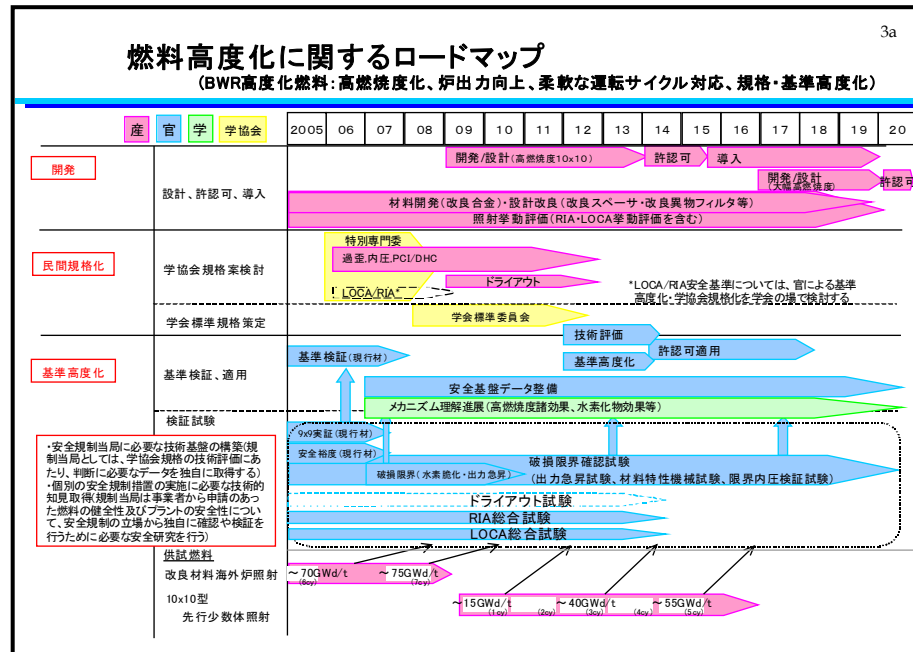 3a
燃料高度化に関するロードマップ
(BWR高度化燃料:高燃焼度化、炉出力向上、柔軟な運転サイクル対応、規格・基準高度化)
産 官 学 学協会 2005 06 07 08 09 10 11 12 13 14 15 16 17 18 19 20
開発
設計、許認可、導入
開発/設計(高燃焼度10x10) 許認可 導入
開発/設計 許認可
(大幅高燃焼度)
材料開発(改良合金)・設計改良(改良スペーサ・改良異物フィルタ等)
照射挙動評価(RIA・LOCA挙動評価を含む)
民間規格化
学協会規格案検討
特別専門委
過歪,内圧,PCI/DHC
ドライアウト
LOCA/RIA*
*LOCA/RIA安全基準については、官による基準
高度化・学協会規格化を学会の場で検討する
学会標準規格策定
学会標準委員会
基準高度化
基準検証、適用
技術評価
基準検証(現行材)
基準高度化
許認可適用
安全基盤データ整備
メカニズム理解進展(高燃焼度諸効果、水素化物効果等)
検証試験
9x9実証(現行材)
安全裕度(現行材)
破損限界(水素脆化・出力急昇)
破損限界確認試験
(出力急昇試験、材料特性機械試験、限界内圧検証試験)
ドライアウト試験
RIA総合試験
LOCA総合試験
・安全規制当局に必要な技術基盤の構築(規
制当局としては、学協会規格の技術評価にあ
たり、判断に必要なデータを独自に取得する)
・個別の安全規制措置の実施に必要な技術的
知見取得(規制当局は事業者から申請のあっ
た燃料の健全性及びプラントの安全性につい
て、安全規制の立場から独自に確認や検証を
行うために必要な安全研究を行う)
供試燃料
改良材料海外炉照射
~70GWd/t ~75GWd/t
(6cy) (7cy)
10x10型
先行少数体照射
~15GWd/t ~40GWd/t ~55GWd/t
(1cy) (2cy) (3cy) (4cy) (5cy)